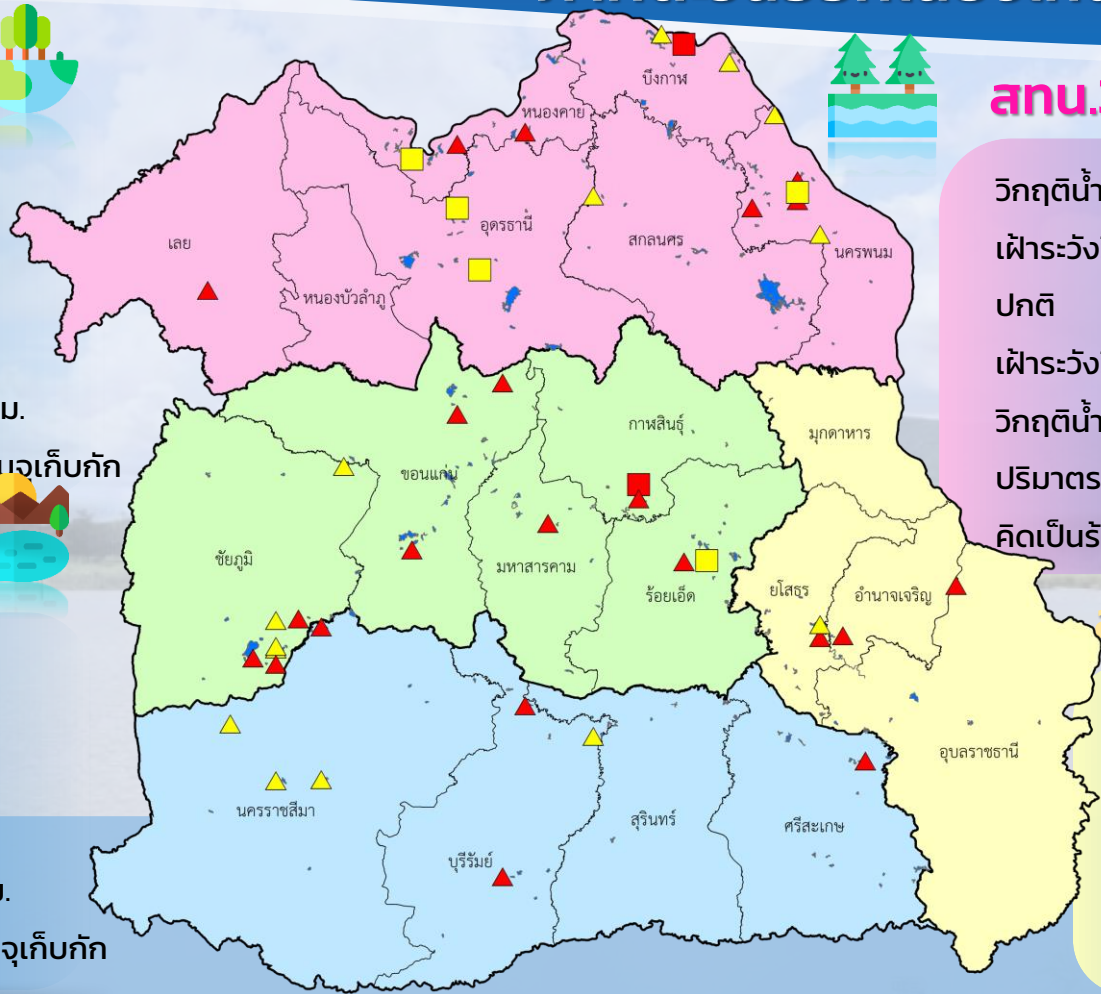 สทน.
บึงกาฬ
หนองคาย
วิกฤติน้ำ
เฝ้าระวัง
ปกติ
เฝ้าระวัง
วิกฤติน้ำ
ปริมาตร
คิดเป็น
อุดรธานี
สกลนคร
นครพนม
เลย
หนองบัวลำภู
ม.
เก็บกัก
กาฬสินธุ์
มุกดาหาร
ขอนแก่น
ชัยภูมิ
มหาสารคาม
ร้อยเอ็ด
ยโสธร
อำนาจเจริญ
อุบลราชธานี
นครราชสีมา
สุรินทร์
ศรีสะเกษ
บุรีรัมย์
ม.
จุเก็บกัก